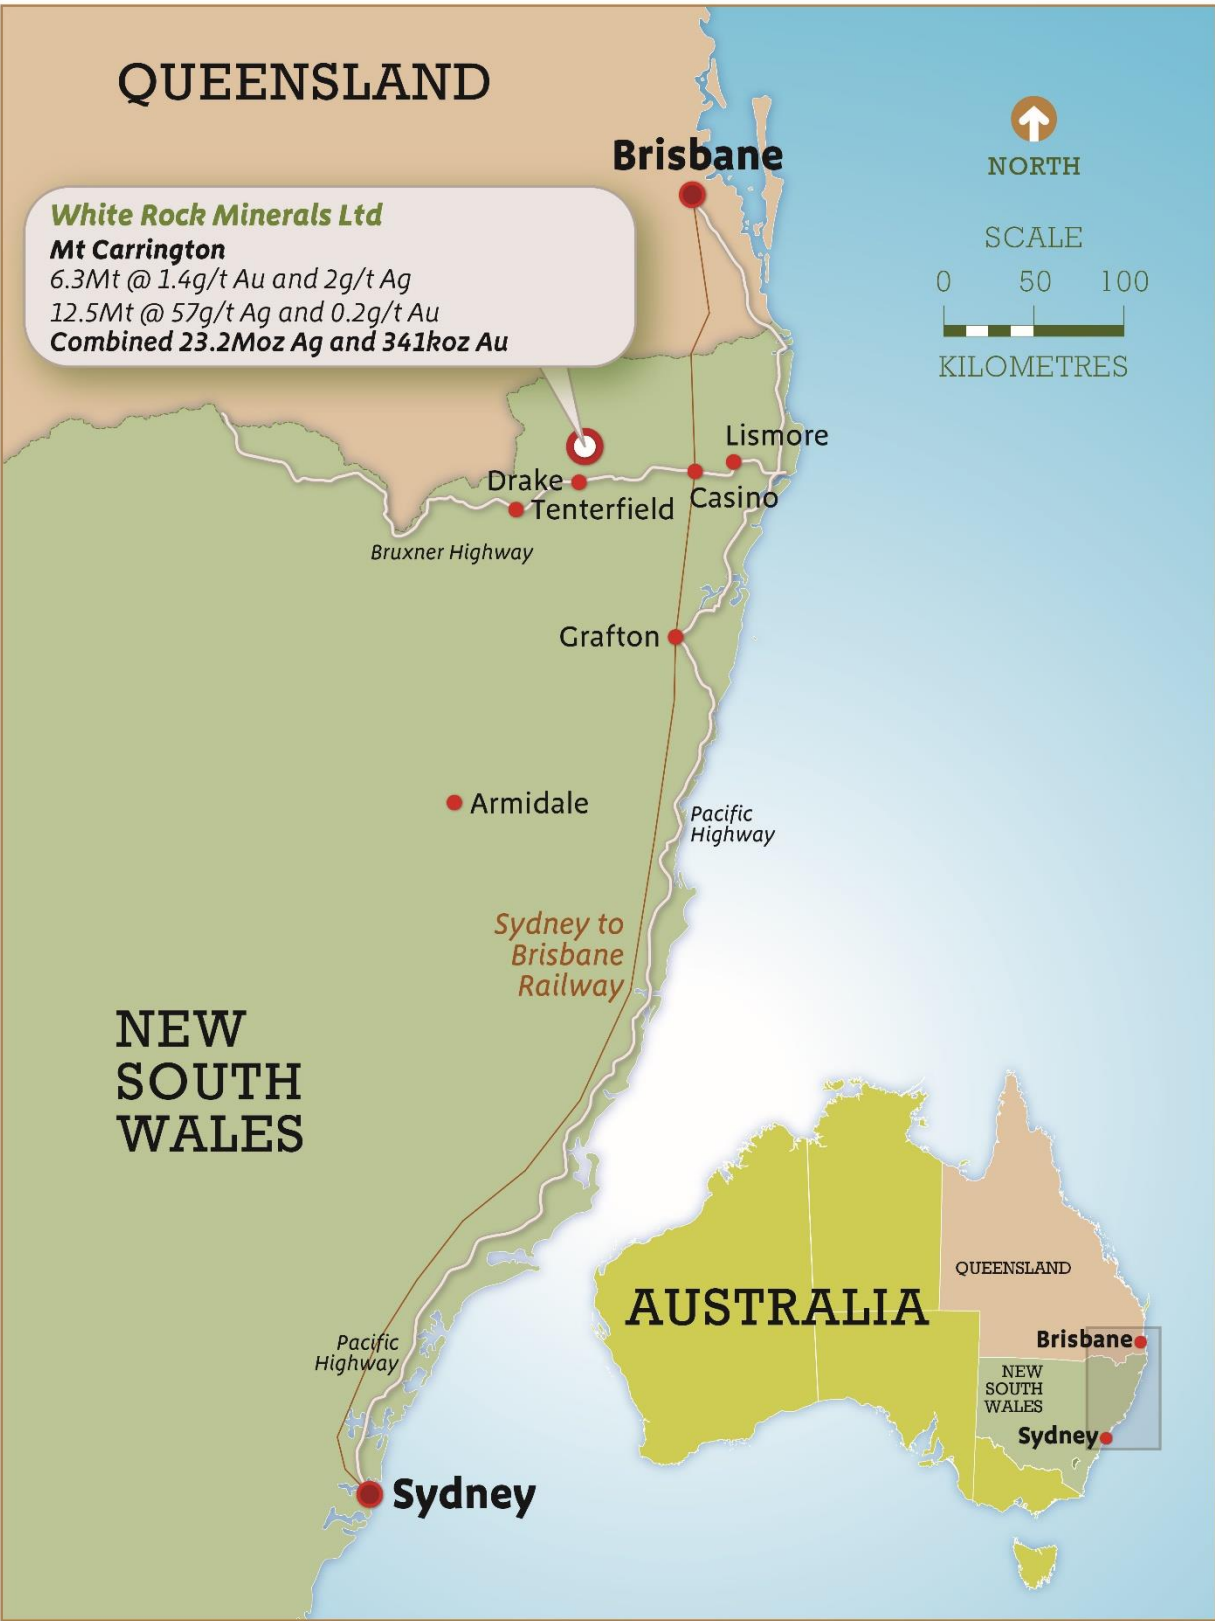 QUEENSLAND
Brisbane
NORTH
SCALE
0 50 100
KILOMETRES
White Rock Minerals Ltd
Mt Carrington
6.3Mt @ 1.4g/t Au and 2g/t Ag
12.5Mt @ 57g/t Ag and 0.2g/t Au
Combined 23.2Moz Ag and 341koz Au
Lismore
Drake
Casino
Tenterfield
Bruxner Highway
Grafton
Armidale
Pacific
Highway
Sydney to
Brisbane
Railway
NEW
SOUTH
WALES
QUEENSLAND
AUSTRALIA
Brisbane
NEW
SOUTH
WALES
Sydney
Pacific
Highway
Sydney